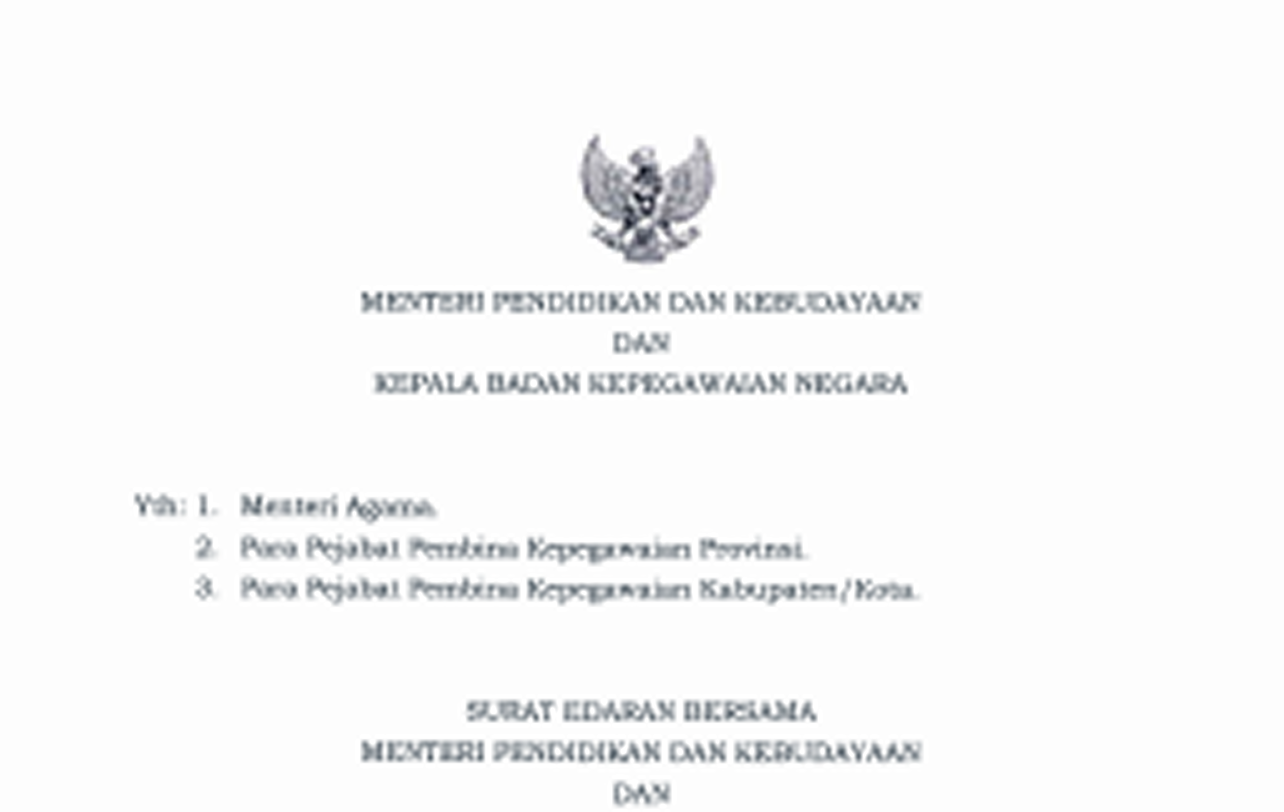 MENTERI PENDIDIKAN DAN KEBUDAYAAN
DAN
KEPALA BADAN KEPEGAWAIAN NEGARA
Yth: 1. Menteri Agama.
2. Para Pejabat Pembina Kepegawaian Provinsi.
3. Para Pejabat Pembina Kepegawaian Kabupaten/Kota.
SURAT EDARAN BERSAMA
MENTERI PENDIDIKAN DAN KEBUDAYAAN
DAN